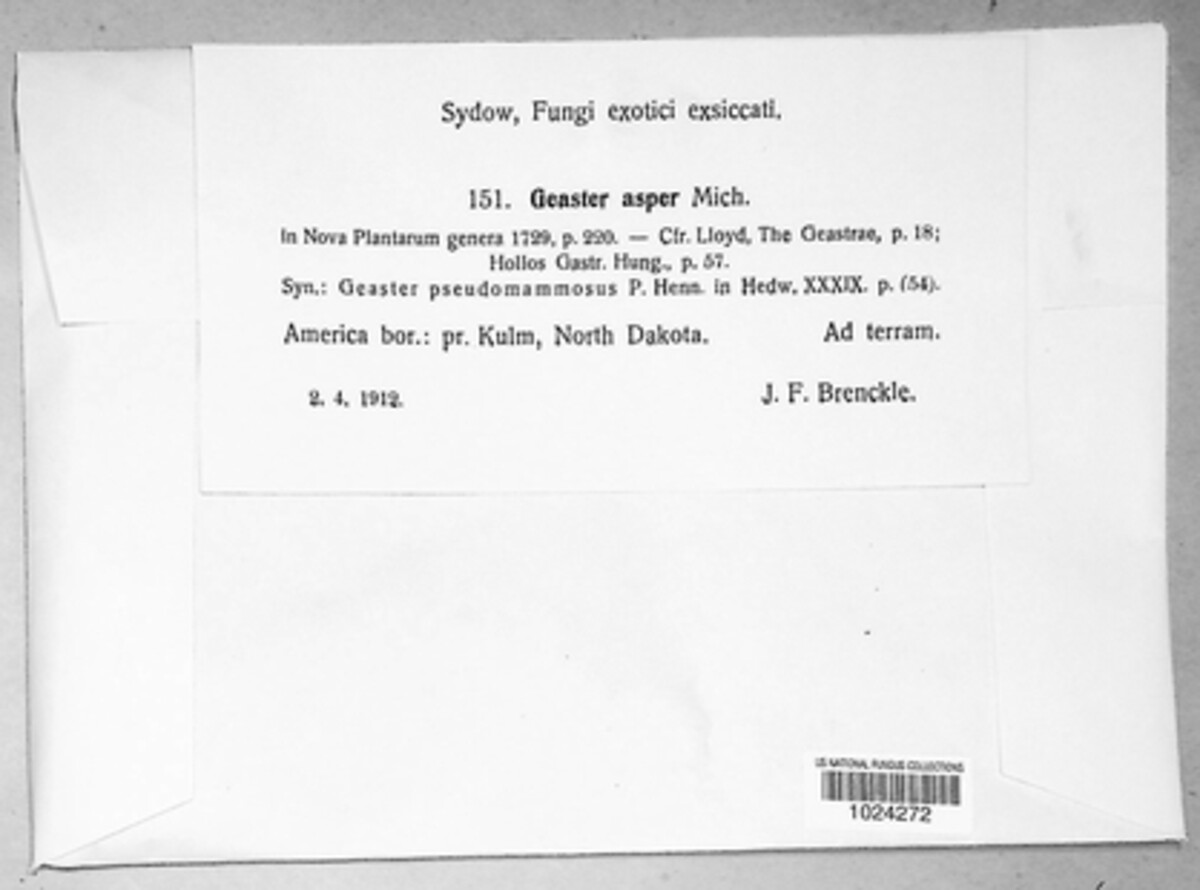 Sydow, Fungi exotici exsiccati.
151. Geaster asper Mich.
in Nova Plantarum genera 1729, p. 220. — Cfr. Lloyd, The Geastrae, p. 18;
Hollos Gastr. Hung., p. 57.
Syn.: Geaster pseudomammosus P. Henn. in Hedw. XXXIX. p. (54).
America bor.: pr. Kulm, North Dakota. Ad terram.
2. 4. 1912. J. F. Brenckle.
US NATIONAL FUNGUS COLLECTIONS
1024272